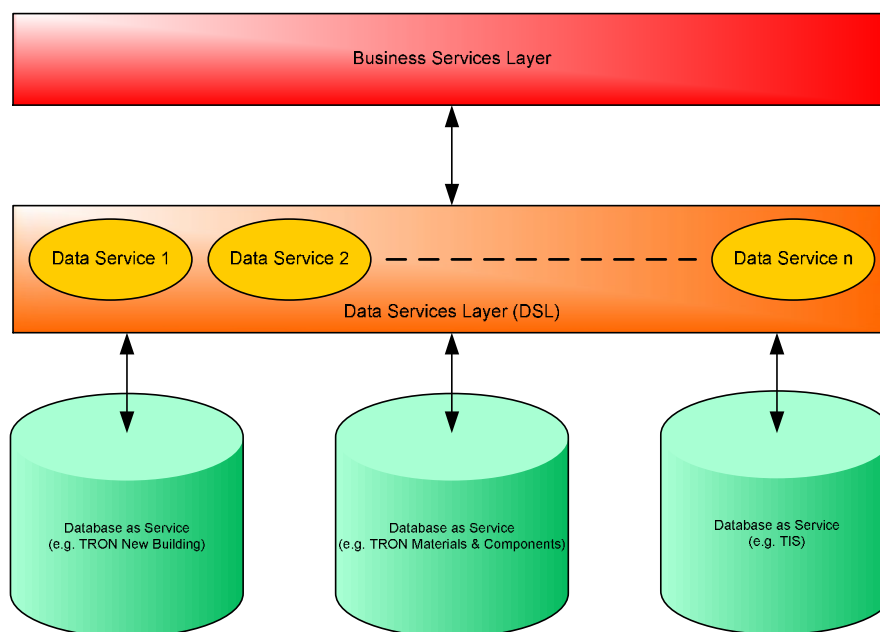 Business Services Layer
Data Service 1
Data Service 2
Data Service n
Data Services Layer (DSL)
Database as Service
(e.g. TRON New Building)
Database as Service
(e.g. TRON Materials & Components)
Database as Service
(e.g. TIS)